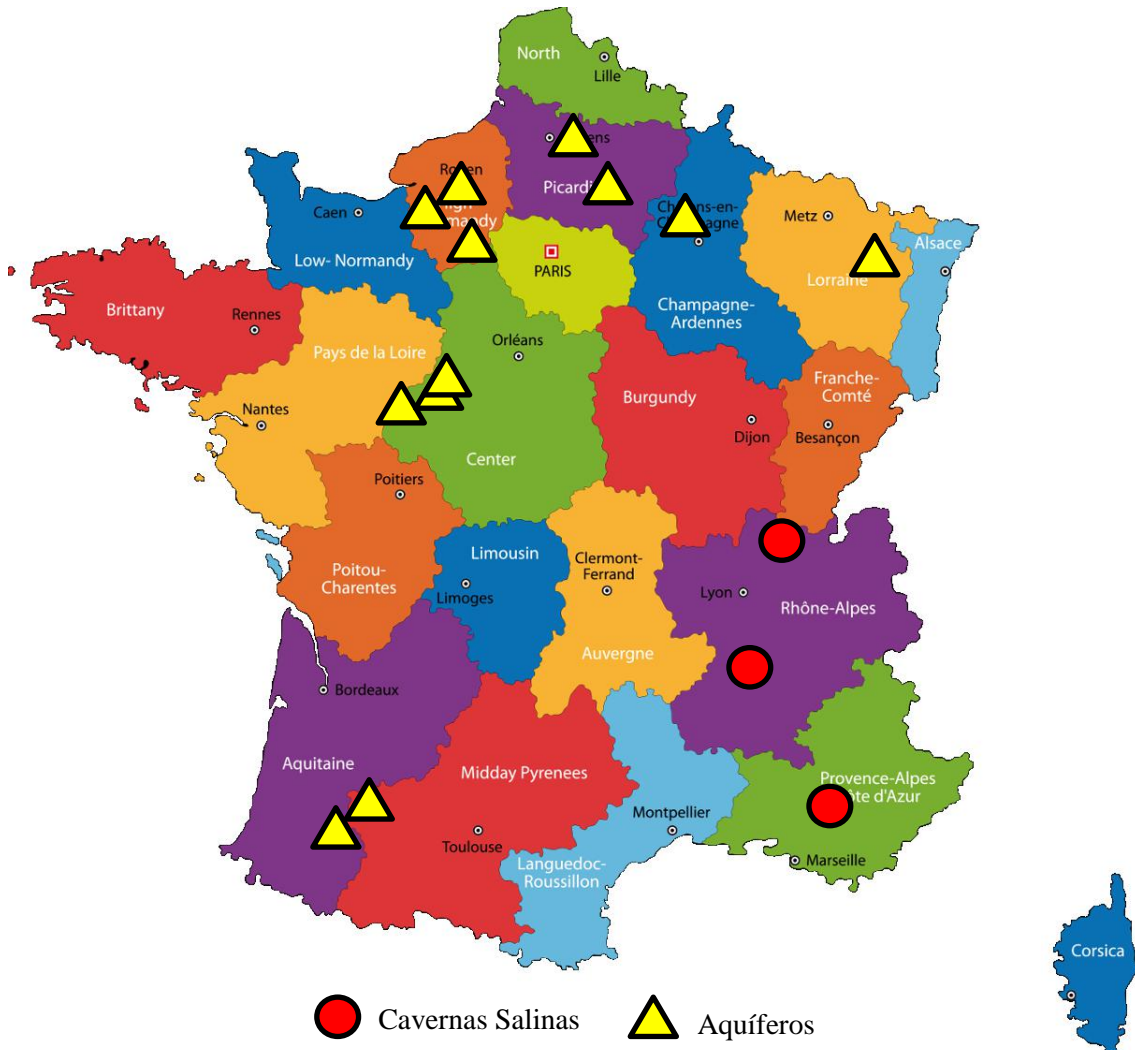 North
Lille
Picardi
Caen
Low- Normandy
Metz
Alsace
Lorraine
PARIS
Champagne-
Ardennes
Brittany
Rennes
Pays de la Loire
Orléans
Nantes
Burgundy
Dijon
Franche-
Comté
Besançon
Center
Poitiers
Poitou-
Charentes
Limousin
Limoges
Clermont-
Ferrand
Auvergne
Lyon
Rhône-Alpes
Bordeaux
Aquitaine
Midday Pyrenees
Toulouse
Montpellier
Languedoc-
Roussillon
Provence-Alpes
d'Azur
Marseille
Corsica
Cavernas Salinas
Aquíferos